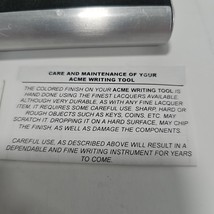 CARE AND MAINTENANCE OF YOUR
ACME WRITING TOOL
THE COLORED FINISH ON YOUR ACME WRITING TOOL IS
HAND DONE USING THE FINEST LACQUERS AVAILABLE.
ALTHOUGH VERY DURABLE, AS WITH ANY FINE LACQUER
ITEM, IT REQUIRES SOME CAREFUL USE. SHARP, HARD OR
ROUGH OBJECTS SUCH AS KEYS, COINS, ETC. MAY
SCRATCH IT. DROPPING IT ON A HARD SURFACE, MAY CHIP
THE FINISH, AS WELL AS DAMAGE THE COMPONENTS.
CAREFUL USE, AS DESCRIBED ABOVE WILL RESULT IN A
DEPENDABLE AND FINE WRITING INSTRUMENT FOR YEARS
TO COME.